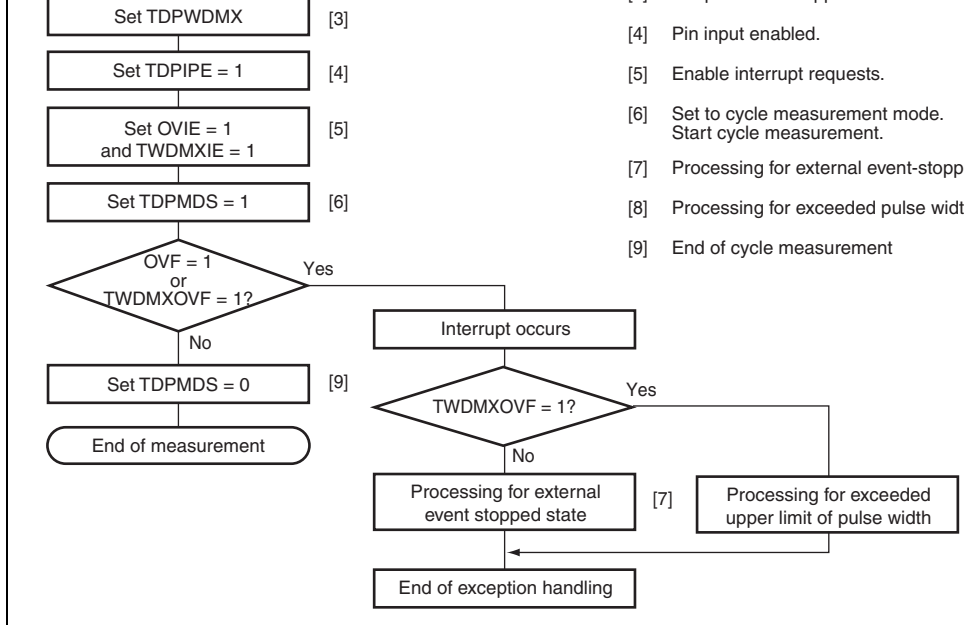 Set TDPWDMX
[3]
Set TDPIPE = 1
[4]
Set OVIE = 1
and TWDMXIE = 1
[5]
Set TDPMDS = 1
[6]
OVF = 1
or
TWDMXOVF = 1?
Yes
No
Set TDPMDS = 0
[9]
End of measurement
Interrupt occurs
TWDMXOVF = 1?
Yes
No
Processing for external
event stopped state
[7]
Processing for exceeded
upper limit of pulse width
End of exception handling
[4] Pin input enabled.
[5] Enable interrupt requests.
[6] Set to cycle measurement mode.
Start cycle measurement.
[7] Processing for external event-stopp
[8] Processing for exceeded pulse widt
[9] End of cycle measurement